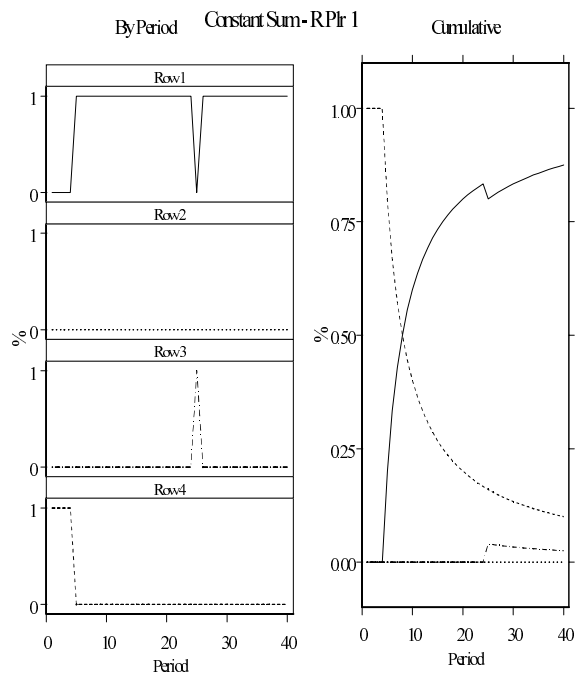 Constant Sum - R Plr 1
By Period
Cumulative
Row1
1
0
Row2
1
0
%
Row3
1
0
Row4
1
0
0 10 20 30 40
Period
1.00
0.75
0.50
%
0.25
0.00
0 10 20 30 40
Period